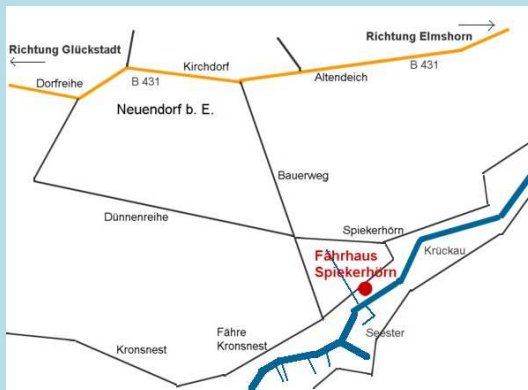 Richtung Elmshorn
Richtung Glückstadt
Kirchdorf
B 431
Altendeich
Dorfreihe
B 431
Neuendorf b. E.
Bauerweg
Dünnenreihe
Spiekerhörn
Krückau
Fährhaus
Spiekerhörn
Seester
Fähre
Kronsnest
Kronsnest